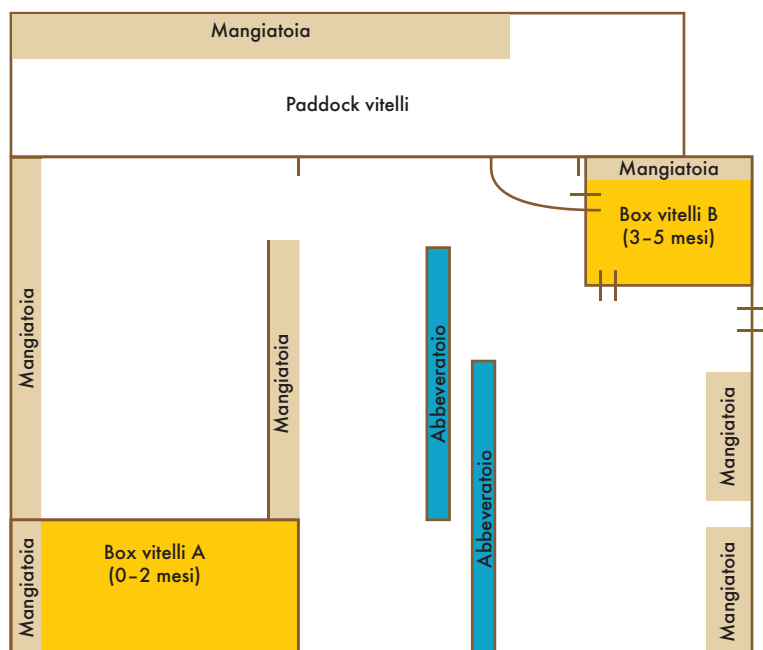 Mangiatoia
Paddock vitelli
Mangiatoia
Box vitelli B
(3–5 mesi)
Mangiatoia
Mangiatoia
Abbeveratoio
Abbeveratoio
Mangiatoia
Mangiatoia
Box vitelli A
(0–2 mesi)
Mangiatoia